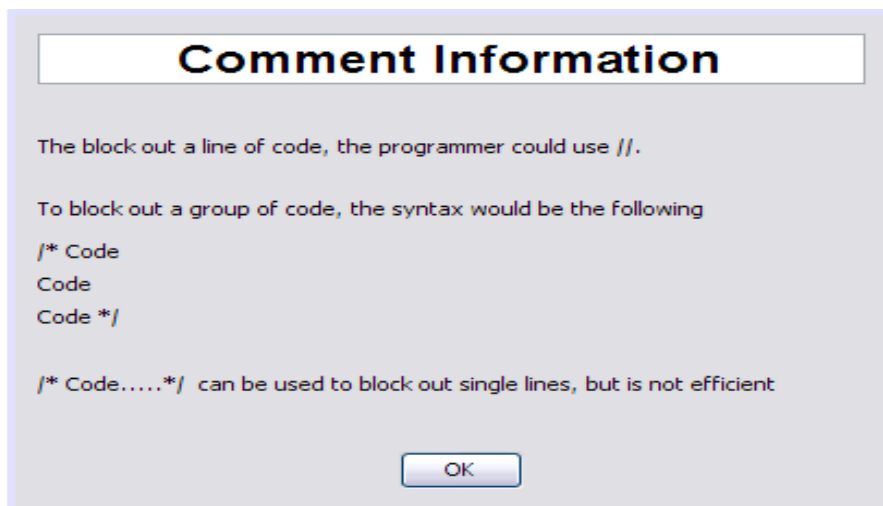 Comment Information
The block out a line of code, the programmer could use //.
To block out a group of code, the syntax would be the following
/* Code
Code
Code */
/* Code.....*/ can be used to block out single lines, but is not efficient
OK